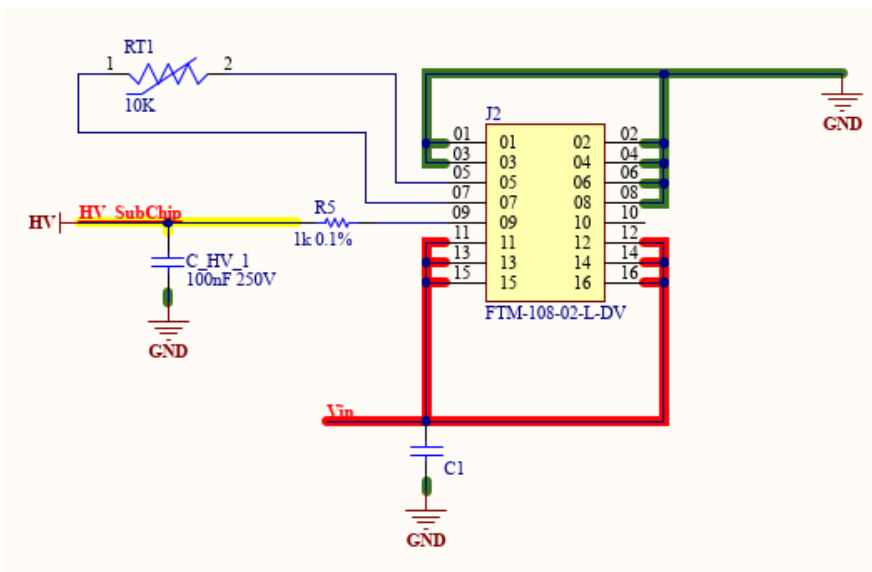 RT1
1 2
10K
GND
J2
01 01 02 02
03 03 04 04
05 05 06 06
07 07 08 08
HV HV_SubChip R5 09 09 10 10
1k 0.1%
11 11 12 12
C_HV_1 13 13 14 14
100nF 250V 15 15 16 16
FTM-108-02-L-DV
GND
Vin
C1
GND